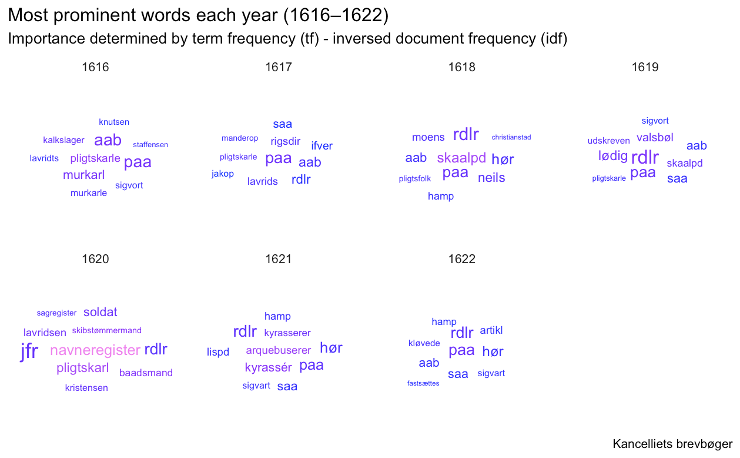 Most prominent words each year (1616–1622)
Importance determined by term frequency (tf) - inversed document frequency (idf)
1616
knutsen
kalkslager aab staffensen
lavridts pligtskarle paa
murkarl
sigvort
murkarle
1617
saa
manderop rigsdir ifver
pligtskarle paa aab
jakop lavrids rdlr
1618
moens rdlr christianstad
aab skaalpd hør
pligtsfolk paa neils
hamp
1619
sigvort
udskreven valsbøl aab
lødig rdlr skaalpd
pligtskarle paa saa
1620
sagregister soldat
lavridsen skibstømmermand
jfr navneregister rdlr
pligtskarl baadsmand
kristensen
1621
hamp
rdlr kyrasserer
lispd arquebuserer hør
kyrassér paa
sigvart saa
1622
hamp
rdlr artikl
kløvede paa hør
aab saa sigvart
fastsættes
Kancelliets brevbøger